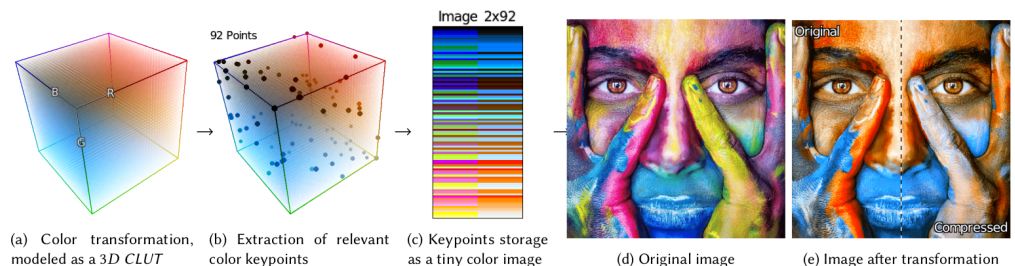 Image 2x92
92 Points
B
R
G
Original
Compressed
(a) Color transformation,
modeled as a 3D CLUT
(b) Extraction of relevant
color keypoints
(c) Keypoints storage
as a tiny color image
(d) Original image
(e) Image after transformation